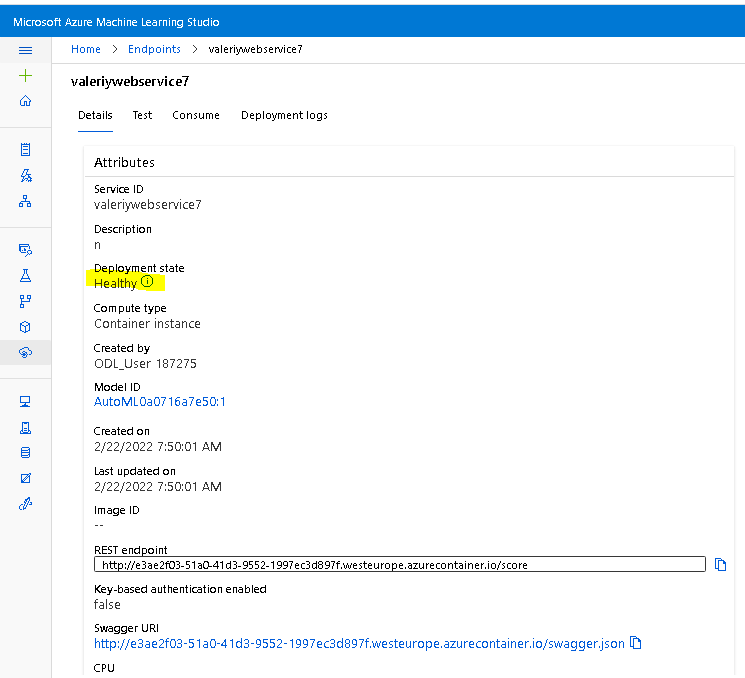 Microsoft Azure Machine Learning Studio
Home > Endpoints > valeriywebservice7
valeriywebservice7
Details Test Consume Deployment logs
Attributes
Service ID
valeriywebservice7
Description
n
Deployment state
Healthy
Compute type
Container instance
Created by
ODL_User 187275
Model ID
AutoML0a0716a7e50:1
Created on
2/22/2022 7:50:01 AM
Last updated on
2/22/2022 7:50:01 AM
Image ID
--
REST endpoint
http://e3ae2f03-51a0-41d3-9552-1997ec3d897f.westeurope.azurecontainer.io/score
Key-based authentication enabled
false
Swagger URI
http://e3ae2f03-51a0-41d3-9552-1997ec3d897f.westeurope.azurecontainer.io/swagger.json
CPU